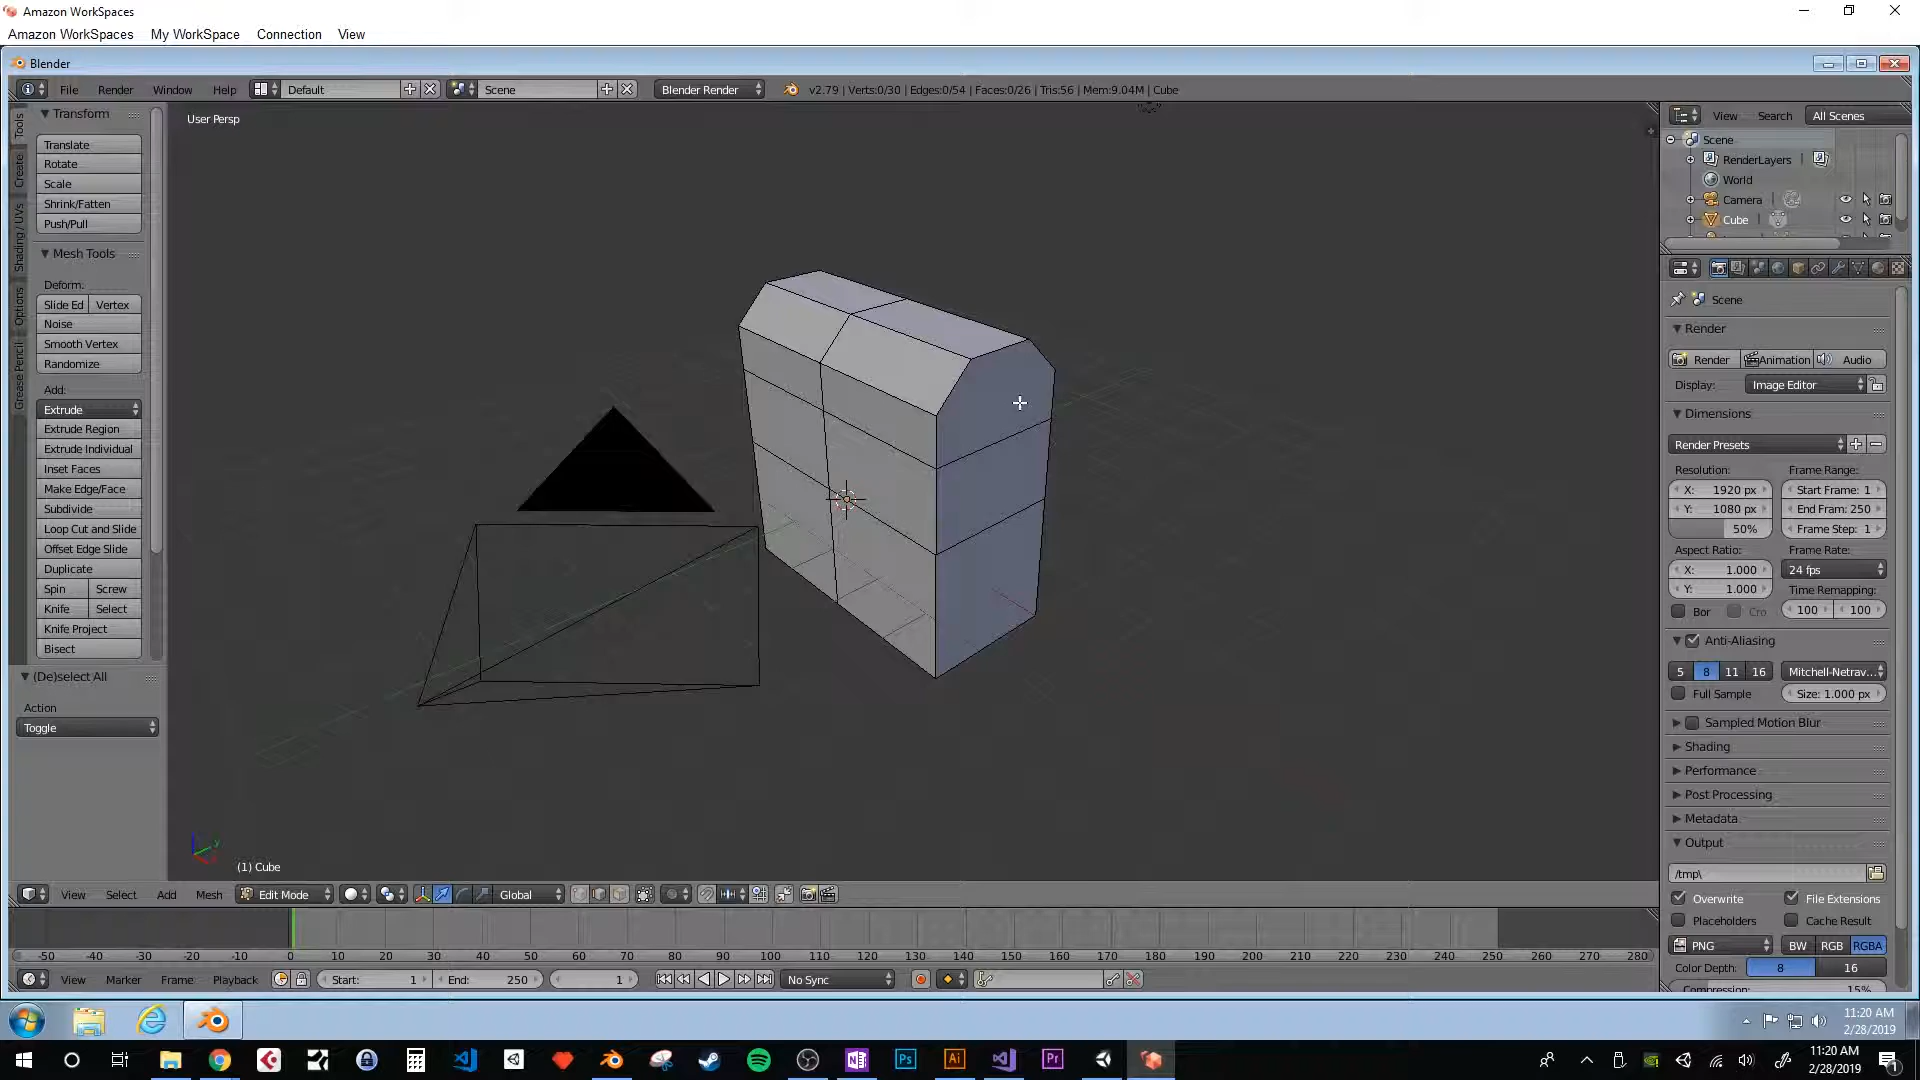 Amazon WorkSpaces
Amazon WorkSpaces My WorkSpace Connection View
Blender
File Render Window Help Default Scene Blender Render v2.79 | Verts:0/30 | Edges:0/54 | Faces:0/26 | Tris:56 | Mem:9.04M | Cube
Tools
Create
Shading / UVs
Options
Grease Pencil
Transform
Translate
Rotate
Scale
Shrink/Fatten
Push/Pull
Mesh Tools
Deform:
Slide Ed Vertex
Noise
Smooth Vertex
Randomize
Add:
Extrude
Extrude Region
Extrude Individual
Inset Faces
Make Edge/Face
Subdivide
Loop Cut and Slide
Offset Edge Slide
Duplicate
Spin Screw
Knife Select
Knife Project
Bisect
(De)select All
Action
Toggle
User Persp
(1) Cube
View Search All Scenes
Scene
RenderLayers
World
Camera
Cube
Scene
Render
Render Animation Audio
Display: Image Editor
Dimensions
Render Presets
Resolution: Frame Range:
X: 1920 px Start Frame: 1
Y: 1080 px End Fram: 250
50% Frame Step: 1
Aspect Ratio: Frame Rate:
X: 1.000 24 fps
Y: 1.000 Time Remapping:
Bor Cro 100 100
Anti-Aliasing
5 8 11 16 Mitchell-Netrav...
Full Sample Size: 1.000 px
Sampled Motion Blur
Shading
Performance
Post Processing
Metadata
Output
/tmp\
Overwrite File Extensions
Placeholders Cache Result
PNG BW RGB RGBA
Color Depth: 8 16
Compression: 15%
View Select Add Mesh Edit Mode Global
-50 -40 -30 -20 -10 0 10 20 30 40 50 60 70 80 90 100 110 120 130 140 150 160 170 180 190 200 210 220 230 240 250 260 270 280
View Marker Frame Playback Start: 1 End: 250 1 No Sync
11:20 AM
2/28/2019
Ps Ai Pr
11:20 AM
2/28/2019
1